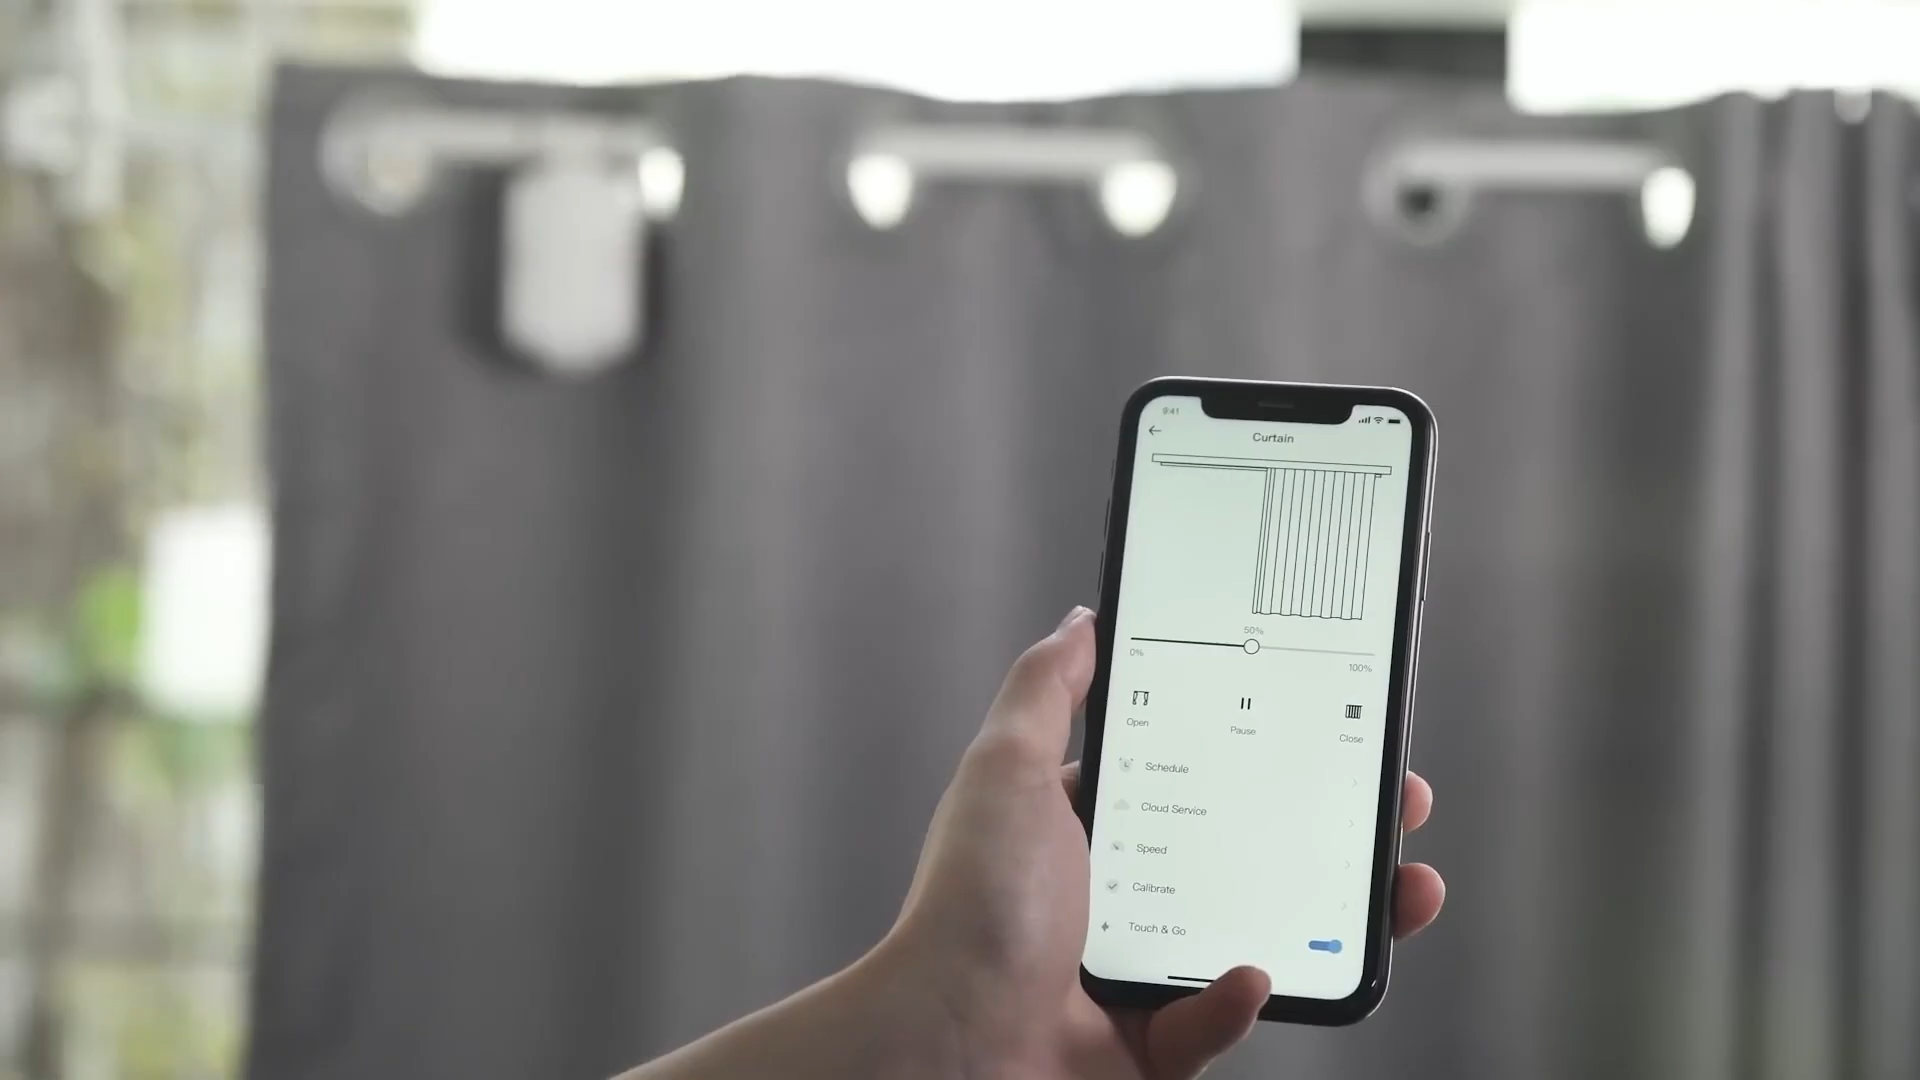 9:41
Curtain
50%
0%
100%
Open
Pause
Close
Schedule
Cloud Service
Speed
Calibrate
Touch & Go